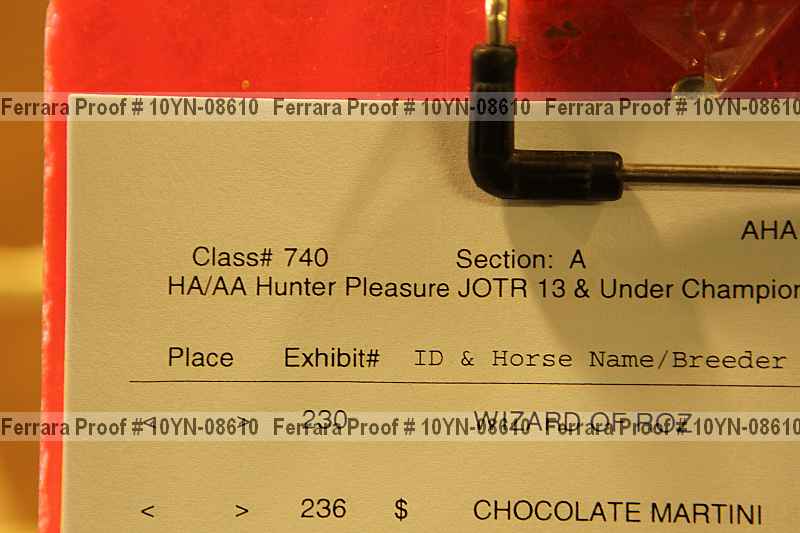 Ferrara Proof # 10YN-08610 Ferrara Proof # 10YN-08610 Ferrara Proof # 10YN-08610
AHA
Class# 740 Section: A
HA/AA Hunter Pleasure JOTR 13 & Under Champion
Place Exhibit# ID & Horse Name/Breeder
< > 230 WIZARD OF ROZ
Ferrara Proof # 10YN-08610 Ferrara Proof # 10YN-08610 Ferrara Proof # 10YN-08610
< > 236 $ CHOCOLATE MARTINI